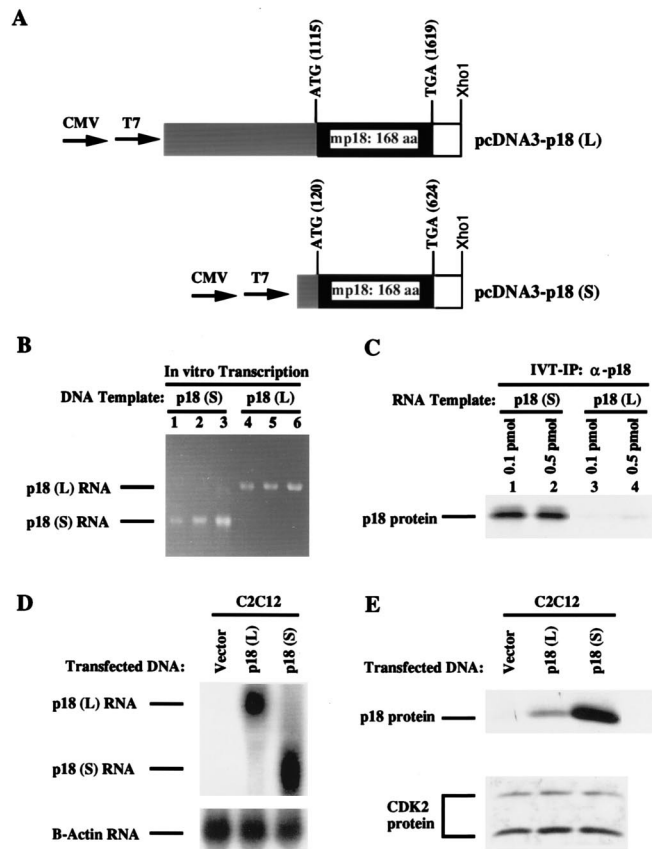 A
ATG (1115)
TGA (1619)
Xho1
CMV
T7
mp18: 168 aa
pcDNA3-p18 (L)
ATG (120)
TGA (624)
Xho1
CMV
T7
mp18: 168 aa
pcDNA3-p18 (S)
B
In vitro Transcription
DNA Template: p18 (S) p18 (L)
1 2 3 4 5 6
p18 (L) RNA
p18 (S) RNA
C
IVT-IP: α-p18
RNA Template: p18 (S) p18 (L)
0.1 pmol 0.5 pmol 0.1 pmol 0.5 pmol
1 2 3 4
p18 protein
D
C2C12
Transfected DNA: Vector p18 (L) p18 (S)
p18 (L) RNA
p18 (S) RNA
B-Actin RNA
E
C2C12
Transfected DNA: Vector p18 (L) p18 (S)
p18 protein
CDK2
protein